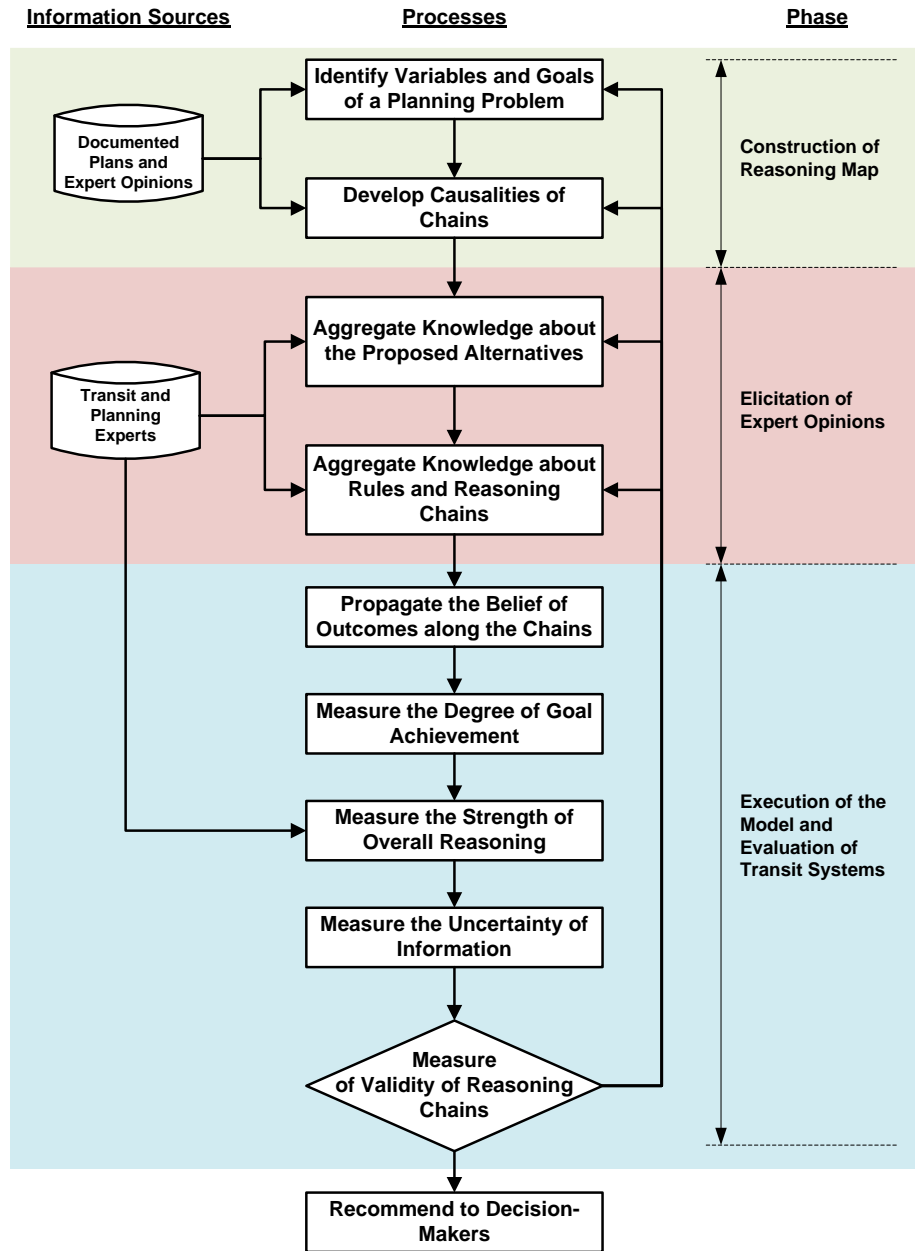 Information Sources
Processes
Phase
Identify Variables and Goals
of a Planning Problem
Documented
Plans and
Expert Opinions
Construction of
Reasoning Map
Develop Causalities of
Chains
Aggregate Knowledge about
the Proposed Alternatives
Transit and
Planning
Experts
Elicitation of
Expert Opinions
Aggregate Knowledge about
Rules and Reasoning
Chains
Propagate the Belief of
Outcomes along the Chains
Measure the Degree of Goal
Achievement
Measure the Strength of
Overall Reasoning
Execution of the
Model and
Evaluation of
Transit Systems
Measure the Uncertainty of
Information
Measure
of Validity of Reasoning
Chains
Recommend to Decision-
Makers